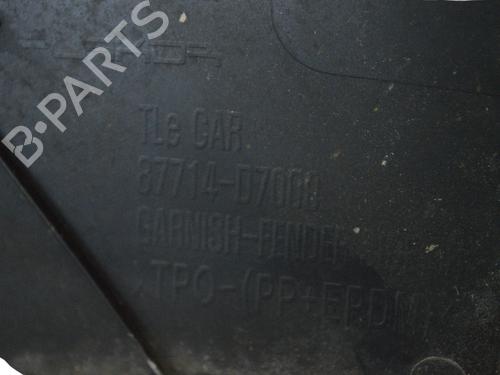 TLe CAR
87714-D7000
GARNISH-FENDER
>TPO-(PP+EPDM)
B-Parts